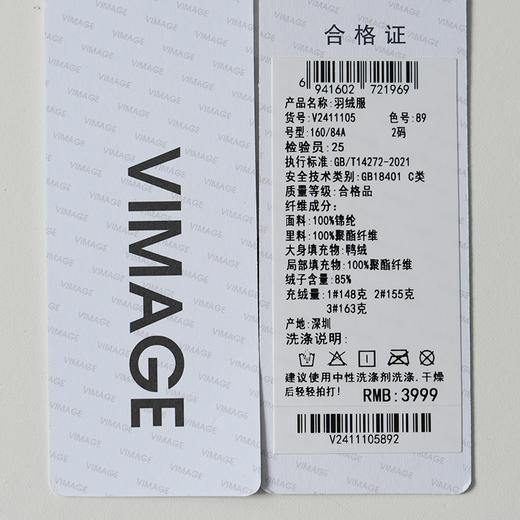 VIMAGE
合格证
6 941602 721969
产品名称:羽绒服
货号:V2411105 色号:89
号型:160/84A 2码
检验员:25
执行标准:GB/T14272-2021
安全技术类别:GB18401 C类
质量等级:合格品
纤维成分:
面料:100%锦纶
里料:100%聚酯纤维
大身填充物:鸭绒
局部填充物:100%聚酯纤维
绒子含量:85%
充绒量:1#148克 2#155克
3#163克
产地:深圳
洗涤说明:
建议使用中性洗涤剂洗涤.干燥
后轻轻拍打!
RMB:3999
V2411105892